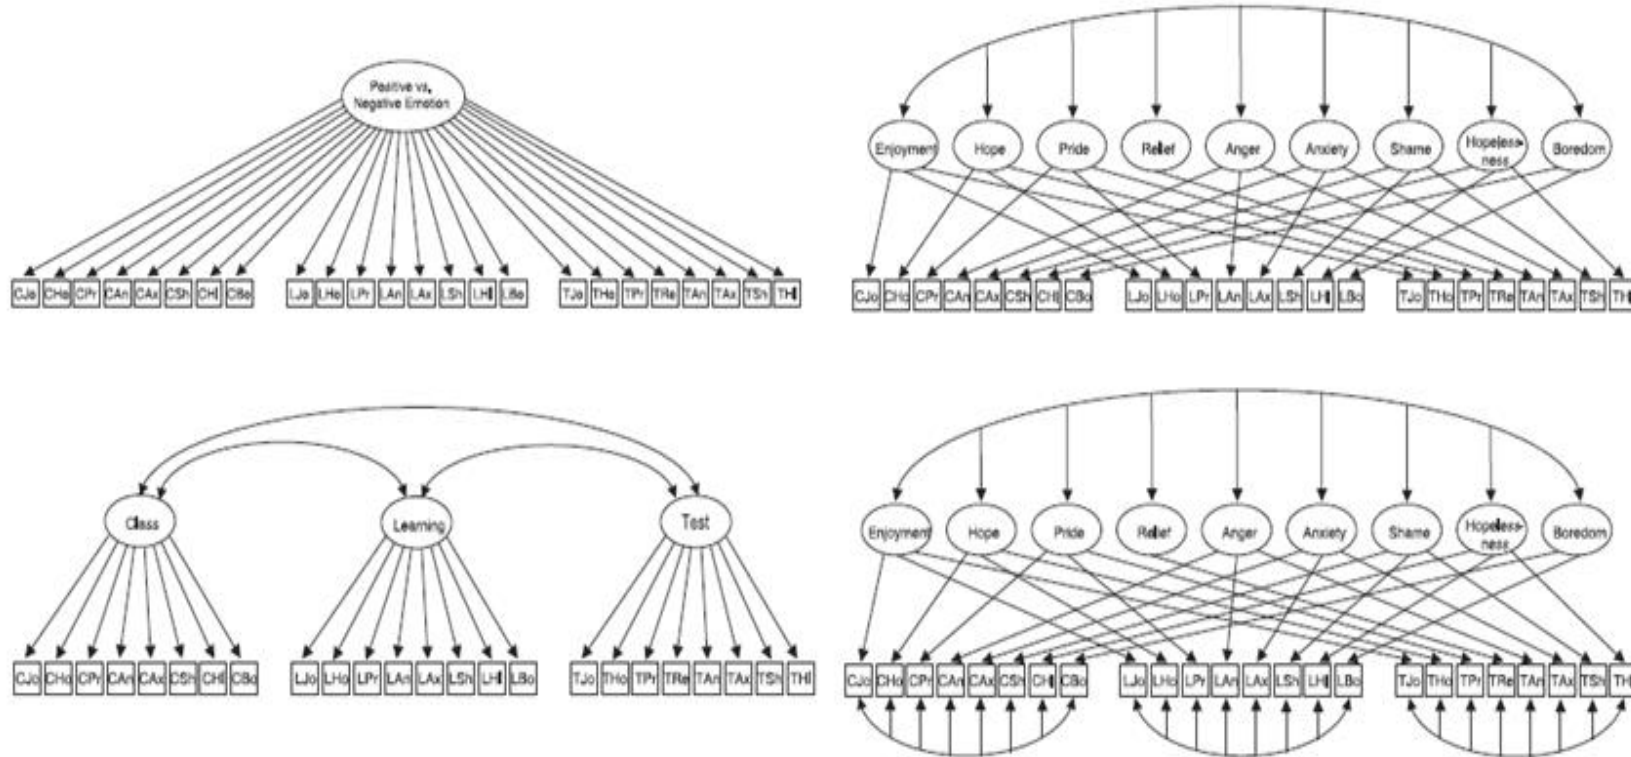 Positive vs.
Negative Emotion
CJo CHo CPr CAn CAx CSh CHl CBo LJo LHo LPr LAn LAx LSh LHl LBo TJo THo TPr TRe TAn TAx TSh THl
Enjoyment Hope Pride Relief Anger Anxiety Shame Hopeless-
ness Boredom
CJo CHo CPr CAn CAx CSh CHl CBo LJo LHo LPr LAn LAx LSh LHl LBo TJo THo TPr TRe TAn TAx TSh THl
Class Learning Test
CJo CHo CPr CAn CAx CSh CHl CBo LJo LHo LPr LAn LAx LSh LHl LBo TJo THo TPr TRe TAn TAx TSh THl
Enjoyment Hope Pride Relief Anger Anxiety Shame Hopeless-
ness Boredom
CJo CHo CPr CAn CAx CSh CHl CBo LJo LHo LPr LAn LAx LSh LHl LBo TJo THo TPr TRe TAn TAx TSh THl